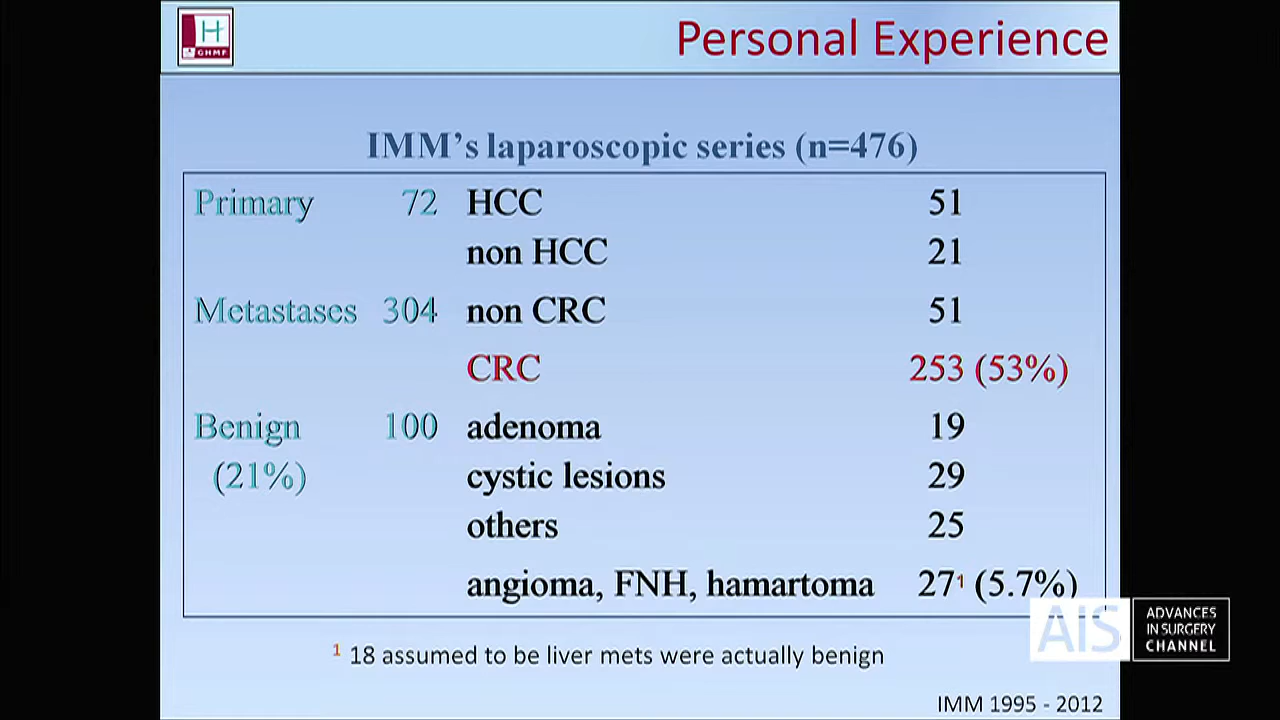 H
GHMF
Personal Experience
IMM's laparoscopic series (n=476)
Primary 72 HCC 51
non HCC 21
Metastases 304 non CRC 51
CRC 253 (53%)
Benign 100 adenoma 19
(21%) cystic lesions 29
others 25
angioma, FNH, hamartoma 27¹ (5.7%)
¹ 18 assumed to be liver mets were actually benign
AIS ADVANCES
IN SURGERY
CHANNEL
IMM 1995 - 2012